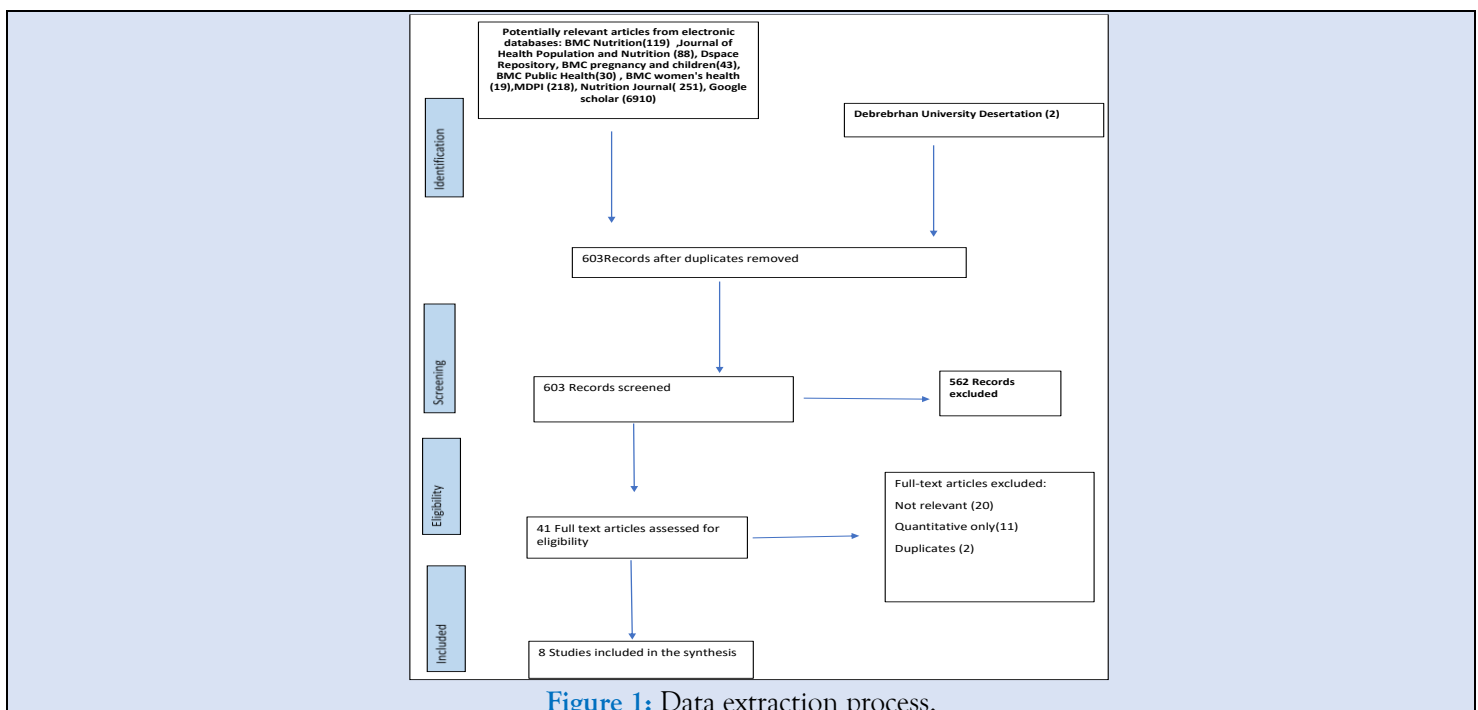 Potentially relevant articles from electronic
databases: BMC Nutrition(119) ,Journal of
Health Population and Nutrition (88), Dspace
Repository, BMC pregnancy and children(43),
BMC Public Health(30) , BMC women's health
(19),MDPI (218), Nutrition Journal( 251), Google
scholar (6910)
Debrebrhan University Desertation (2)
Identification
603Records after duplicates removed
Screening
603 Records screened
562 Records
excluded
Eligibility
41 Full text articles assessed for
eligibility
Full-text articles excluded:
Not relevant (20)
Quantitative only(11)
Duplicates (2)
Included
8 Studies included in the synthesis
Figure 1: Data extraction process.